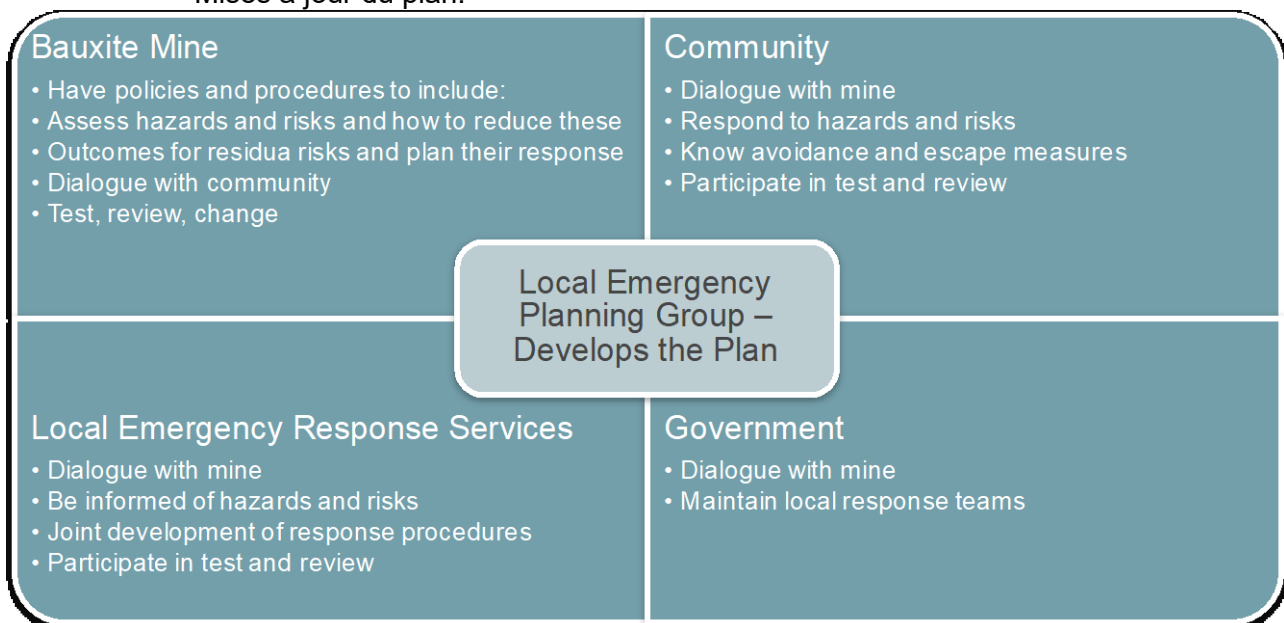 Mises à jour du plan.
Bauxite Mine
• Have policies and procedures to include:
• Assess hazards and risks and how to reduce these
• Outcomes for residua risks and plan their response
• Dialogue with community
• Test, review, change
Community
• Dialogue with mine
• Respond to hazards and risks
• Know avoidance and escape measures
• Participate in test and review
Local Emergency
Planning Group –
Develops the Plan
Local Emergency Response Services
• Dialogue with mine
• Be informed of hazards and risks
• Joint development of response procedures
• Participate in test and review
Government
• Dialogue with mine
• Maintain local response teams